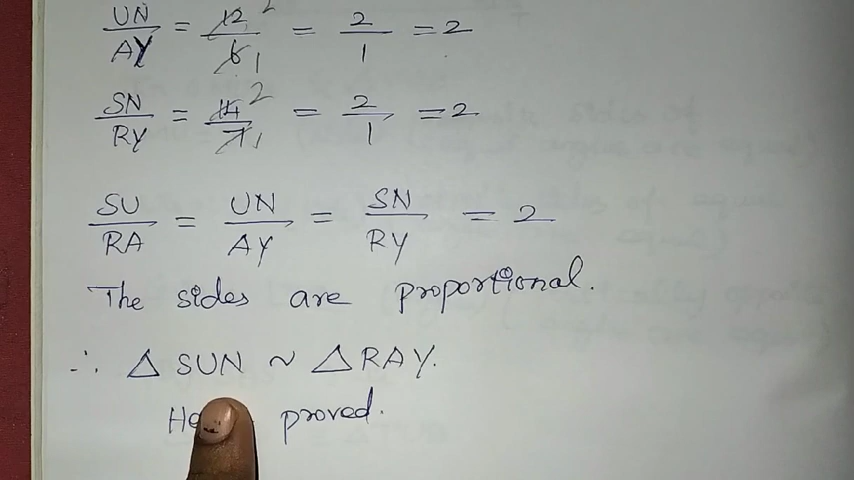 UN/AY = 12/6 = 2/1 = 2
SN/RY = 14/7 = 2/1 = 2
SU/RA = UN/AY = SN/RY = 2
The sides are proportional.
∴ △ SUN ~ △ RAY.
proved.